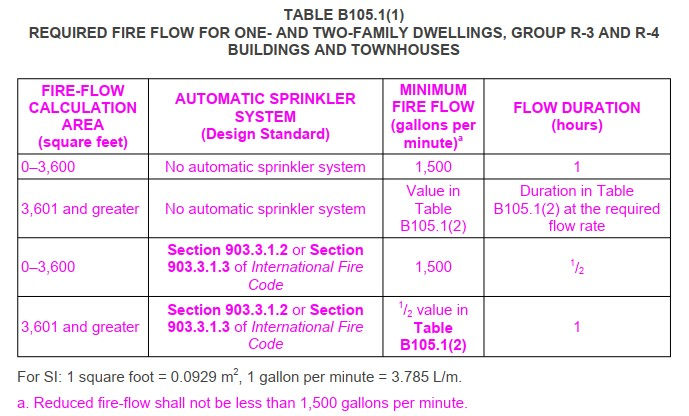 TABLE B105.1(1)
REQUIRED FIRE FLOW FOR ONE- AND TWO-FAMILY DWELLINGS, GROUP R-3 AND R-4
BUILDINGS AND TOWNHOUSES
FIRE-FLOW
CALCULATION
AREA
(square feet)
AUTOMATIC SPRINKLER
SYSTEM
(Design Standard)
MINIMUM
FIRE FLOW
(gallons per
minute)ª
FLOW DURATION
(hours)
0–3,600
No automatic sprinkler system
1,500
1
3,601 and greater
No automatic sprinkler system
Value in
Table
B105.1(2)
Duration in Table
B105.1(2) at the required
flow rate
0–3,600
Section 903.3.1.2 or Section
903.3.1.3 of International Fire
Code
1,500
1/2
3,601 and greater
Section 903.3.1.2 or Section
903.3.1.3 of International Fire
Code
1/2 value in
Table
B105.1(2)
1
For SI: 1 square foot = 0.0929 m², 1 gallon per minute = 3.785 L/m.
a. Reduced fire-flow shall not be less than 1,500 gallons per minute.